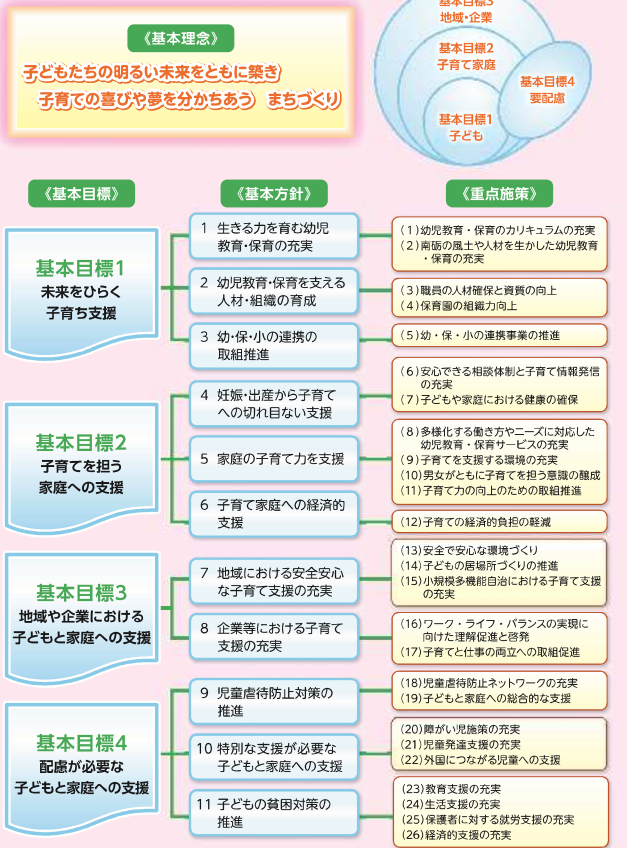 《基本理念》
子どもたちの明るい未来をともに築き
子育ての喜びや夢を分かちあう　まちづくり
基本目標3
地域・企業
基本目標2
子育て家庭
基本目標4
要配慮
基本目標1
子ども
《基本目標》
《基本方針》
《重点施策》
基本目標1
未来をひらく
子育ち支援
1 生きる力を育む幼児
教育・保育の充実
(1)幼児教育・保育のカリキュラムの充実
(2)南砺の風土や人材を生かした幼児教育
・保育の充実
2 幼児教育・保育を支える
人材・組織の育成
(3)職員の人材確保と資質の向上
(4)保育園の組織力向上
3 幼・保・小の連携の
取組推進
(5)幼・保・小の連携事業の推進
基本目標2
子育てを担う
家庭への支援
4 妊娠・出産から子育て
への切れ目ない支援
(6)安心できる相談体制と子育て情報発信
の充実
(7)子どもや家庭における健康の確保
5 家庭の子育て力を支援
(8)多様化する働き方やニーズに対応した
幼児教育・保育サービスの充実
(9)子育てを支援する環境の充実
(10)男女がともに子育てを担う意識の醸成
(11)子育て力の向上のための取組推進
6 子育て家庭への経済的
支援
(12)子育ての経済的負担の軽減
基本目標3
地域や企業における
子どもと家庭への支援
7 地域における安全安心
な子育て支援の充実
(13)安全で安心な環境づくり
(14)子どもの居場所づくりの推進
(15)小規模多機能自治における子育て支援
の充実
8 企業等における子育て
支援の充実
(16)ワーク・ライフ・バランスの実現に
向けた理解促進と啓発
(17)子育てと仕事の両立への取組促進
基本目標4
配慮が必要な
子どもと家庭への支援
9 児童虐待防止対策の
推進
(18)児童虐待防止ネットワークの充実
(19)子どもと家庭への総合的な支援
10 特別な支援が必要な
子どもと家庭への支援
(20)障がい児施策の充実
(21)児童発達支援の充実
(22)外国につながる児童への支援
11 子どもの貧困対策の
推進
(23)教育支援の充実
(24)生活支援の充実
(25)保護者に対する就労支援の充実
(26)経済的支援の充実